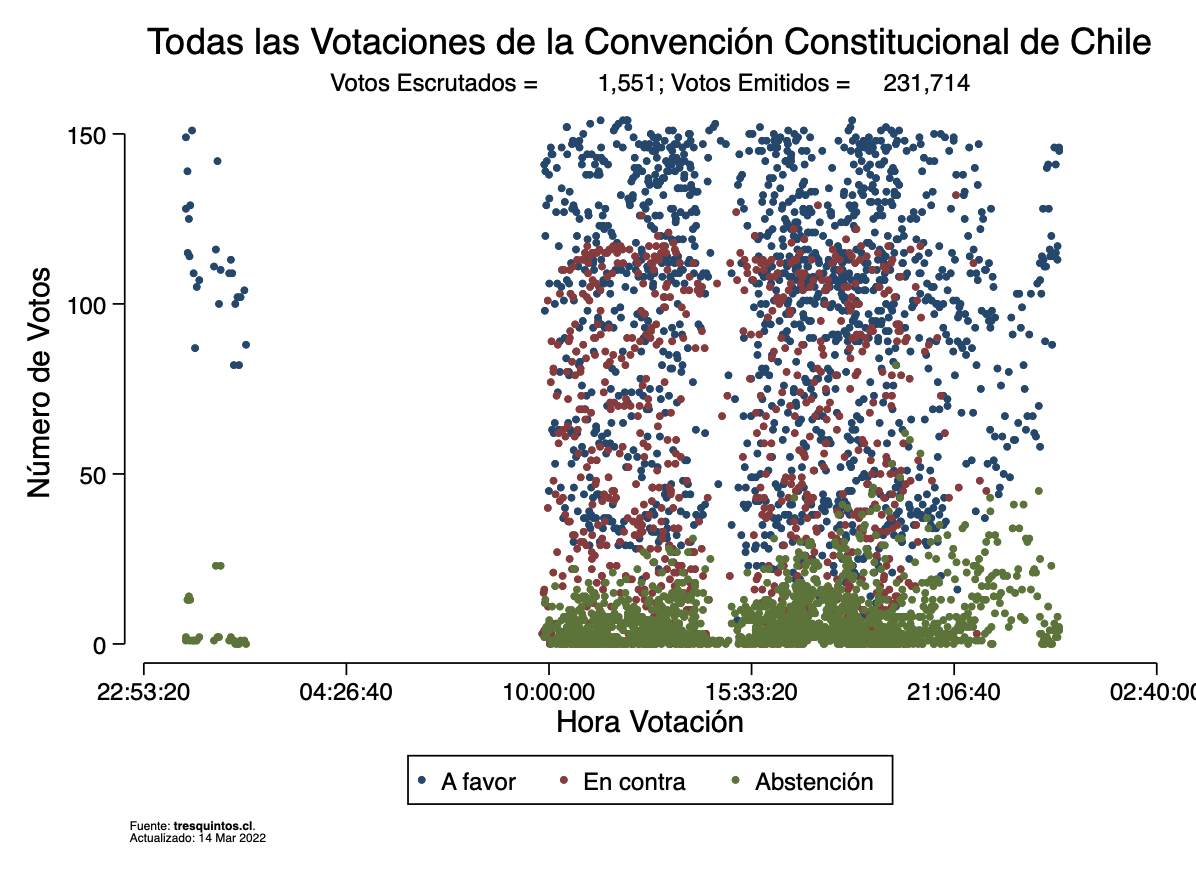 Todas las Votaciones de la Convención Constitucional de Chile
Votos Escrutados = 1,551; Votos Emitidos = 231,714
Número de Votos
150
100
50
0
22:53:20 04:26:40 10:00:00 15:33:20 21:06:40 02:40:00
Hora Votación
A favor En contra Abstención
Fuente: tresquintos.cl.
Actualizado: 14 Mar 2022